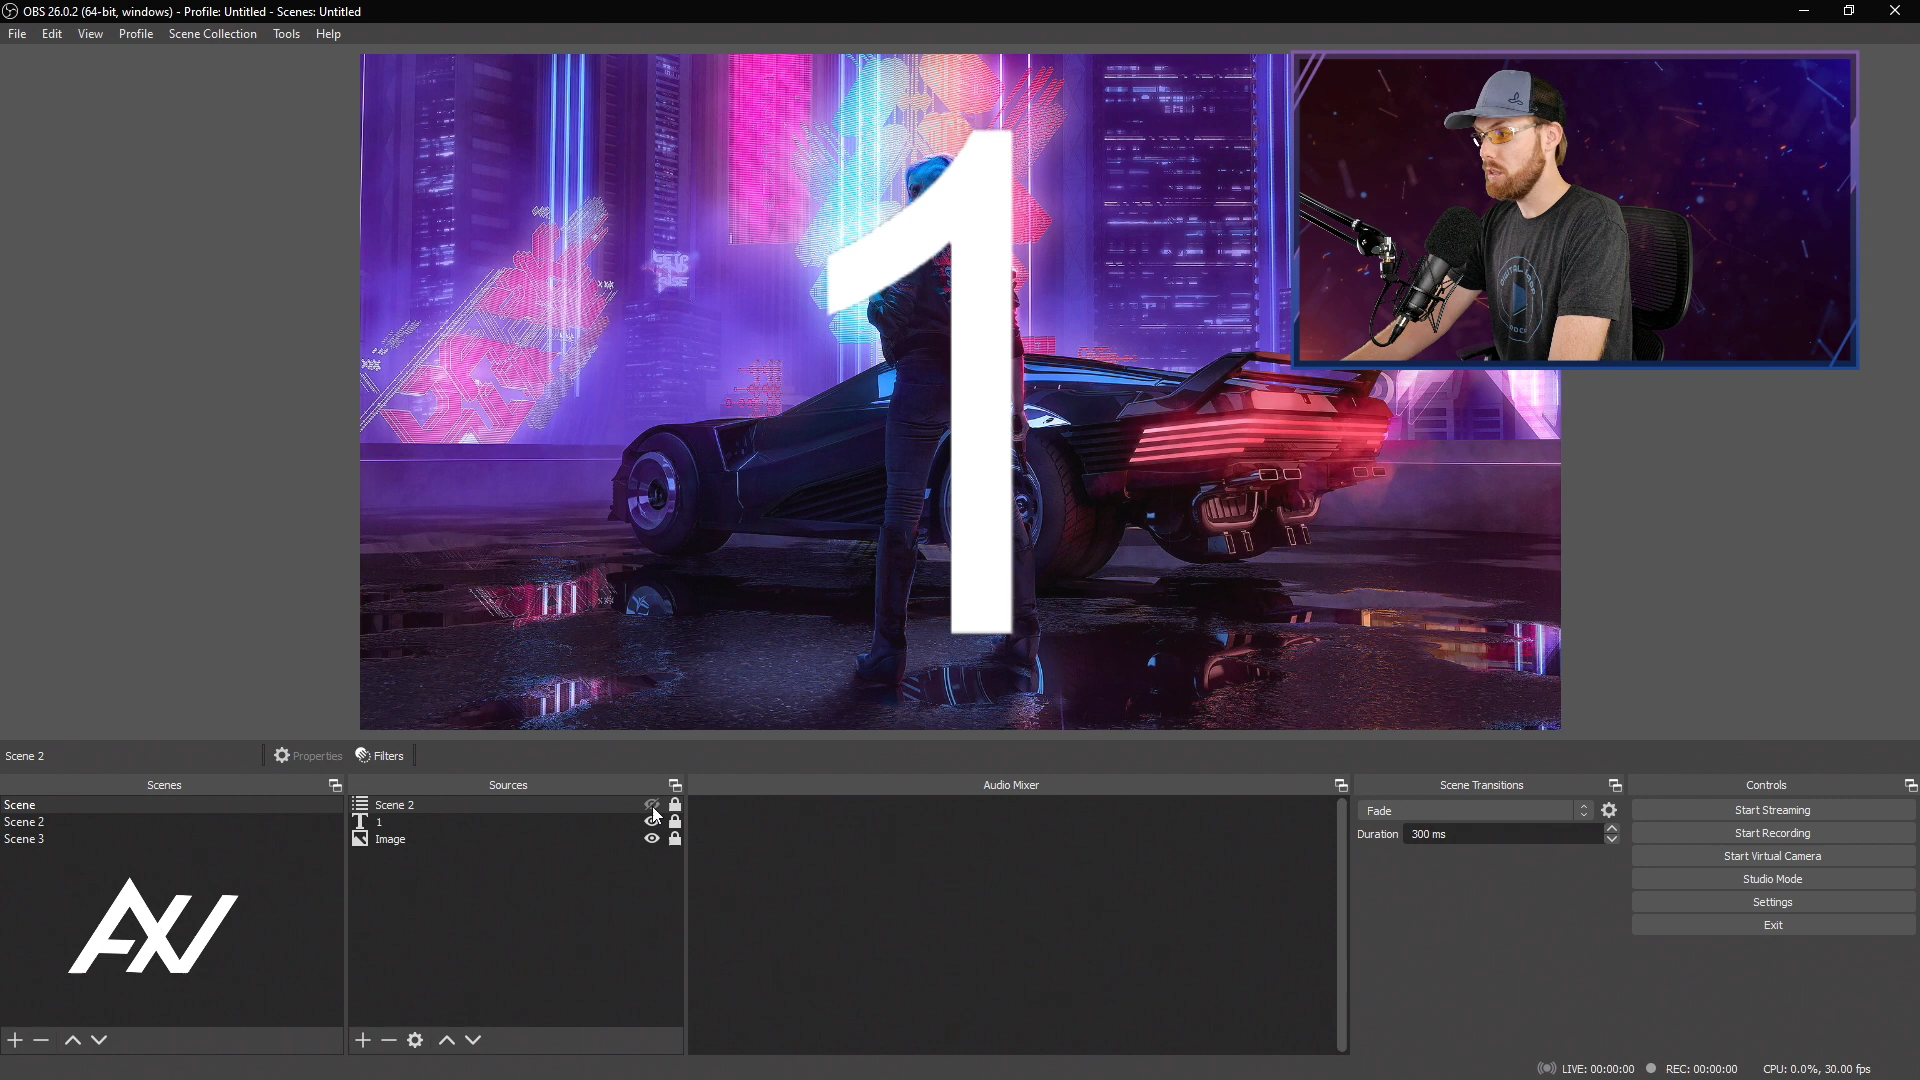 OBS 26.0.2 (64-bit, windows) - Profile: Untitled - Scenes: Untitled
File Edit View Profile Scene Collection Tools Help
1
Scene 2 Properties Filters
Scenes Sources Audio Mixer Scene Transitions Controls
Scene
Scene 2
Scene 3
Scene 2
1
Image
Fade
Duration 300 ms
Start Streaming
Start Recording
Start Virtual Camera
Studio Mode
Settings
Exit
LIVE: 00:00:00 REC: 00:00:00 CPU: 0.0%, 30.00 fps